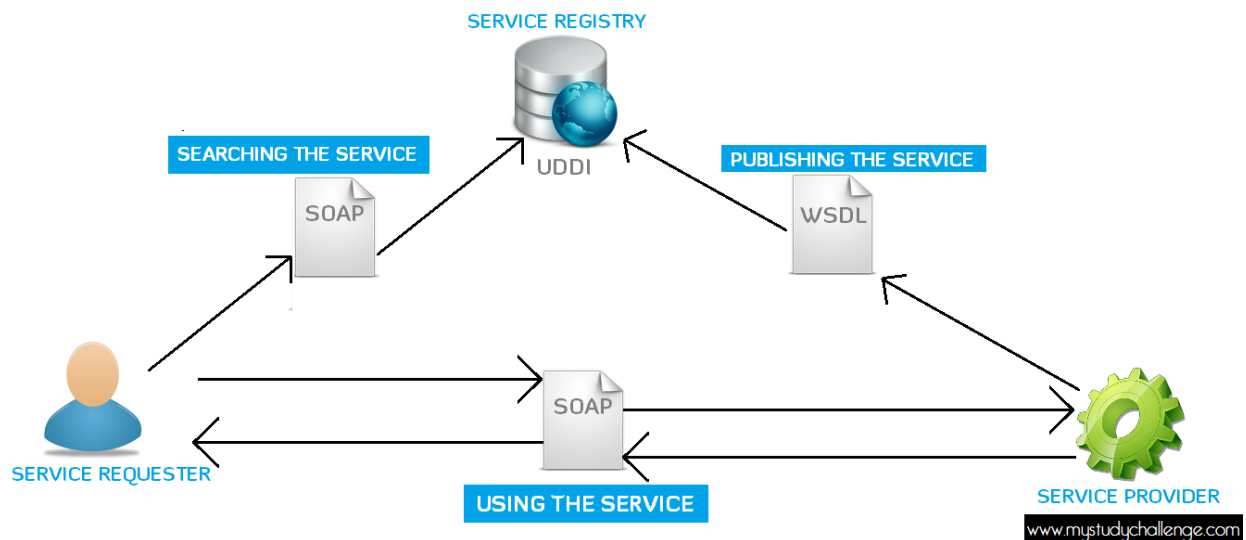 SERVICE REGISTRY
UDDI
SEARCHING THE SERVICE
SOAP
PUBLISHING THE SERVICE
WSDL
SOAP
USING THE SERVICE
SERVICE REQUESTER
SERVICE PROVIDER
www.mystudychallenge.com